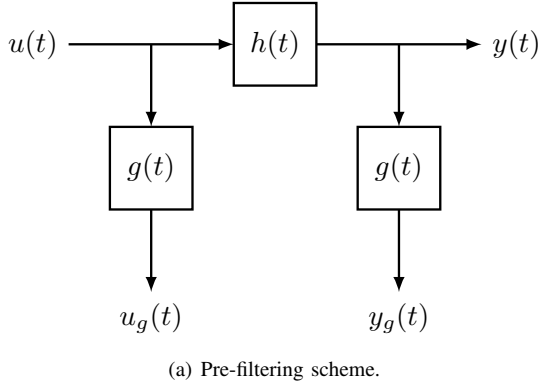 u(t) h(t) y(t)
g(t) g(t)
u_g(t) y_g(t)
(a) Pre-filtering scheme.